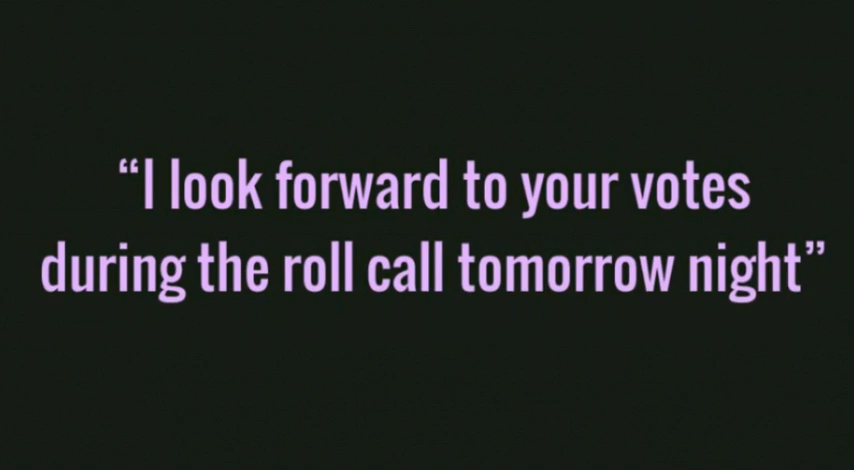 “I look forward to your votes
during the roll call tomorrow night”